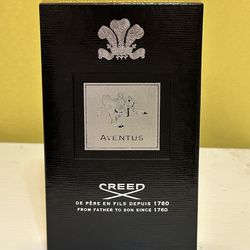 AVENTUS
CREED
DE PÈRE EN FILS DEPUIS 1760
FROM FATHER TO SON SINCE 1760